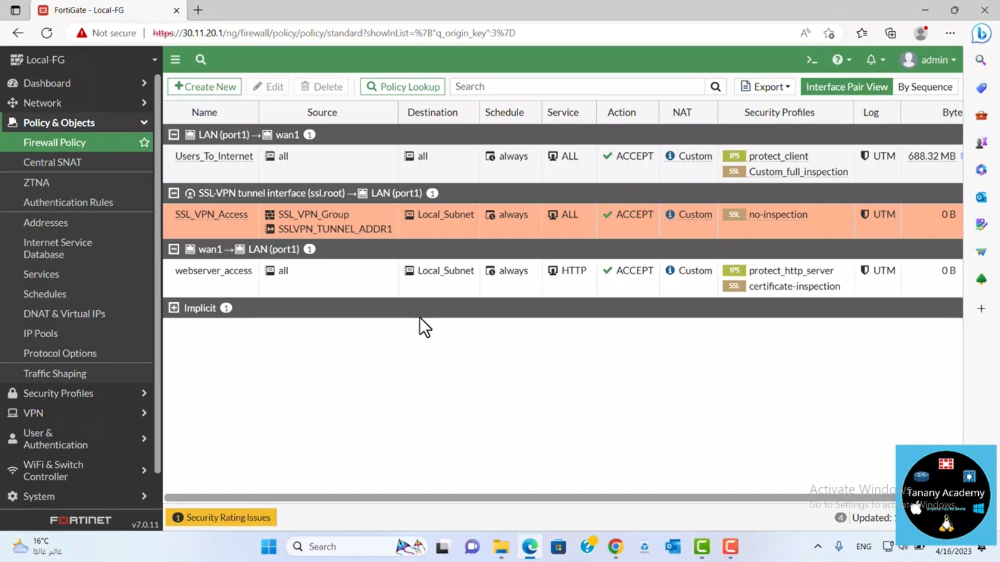 FortiGate - Local-FG
Not secure
https://30.11.20.1/ng/firewall/policy/policy/standard?showInList=%7B"q_origin_key":3%7D
Local-FG
admin
Dashboard
Network
Policy & Objects
Firewall Policy
Central SNAT
ZTNA
Authentication Rules
Addresses
Internet Service
Database
Services
Schedules
DNAT & Virtual IPs
IP Pools
Protocol Options
Traffic Shaping
Security Profiles
VPN
User &
Authentication
WiFi & Switch
Controller
System
FORTINET v7.0.11
+Create New Edit Delete Policy Lookup Search Export Interface Pair View By Sequence
Name Source Destination Schedule Service Action NAT Security Profiles Log Byte
LAN (port1) → wan1 1
Users_To_Internet all all always ALL ACCEPT Custom IPS protect_client UTM 688.32 MB
SSL Custom_full_inspection
SSL-VPN tunnel interface (ssl.root) → LAN (port1) 1
SSL_VPN_Access SSL_VPN_Group Local_Subnet always ALL ACCEPT Custom SSL no-inspection UTM 0 B
SSLVPN_TUNNEL_ADDR1
wan1 → LAN (port1) 1
webserver_access all Local_Subnet always HTTP ACCEPT Custom IPS protect_http_server UTM 0 B
SSL certificate-inspection
Implicit 1
Activate Windows
Go to Settings to activate Windows.
1 Security Rating Issues
4 Updated:
Tanany Academy
16°C
غائم غالبًا
Search
ENG
4/16/2023